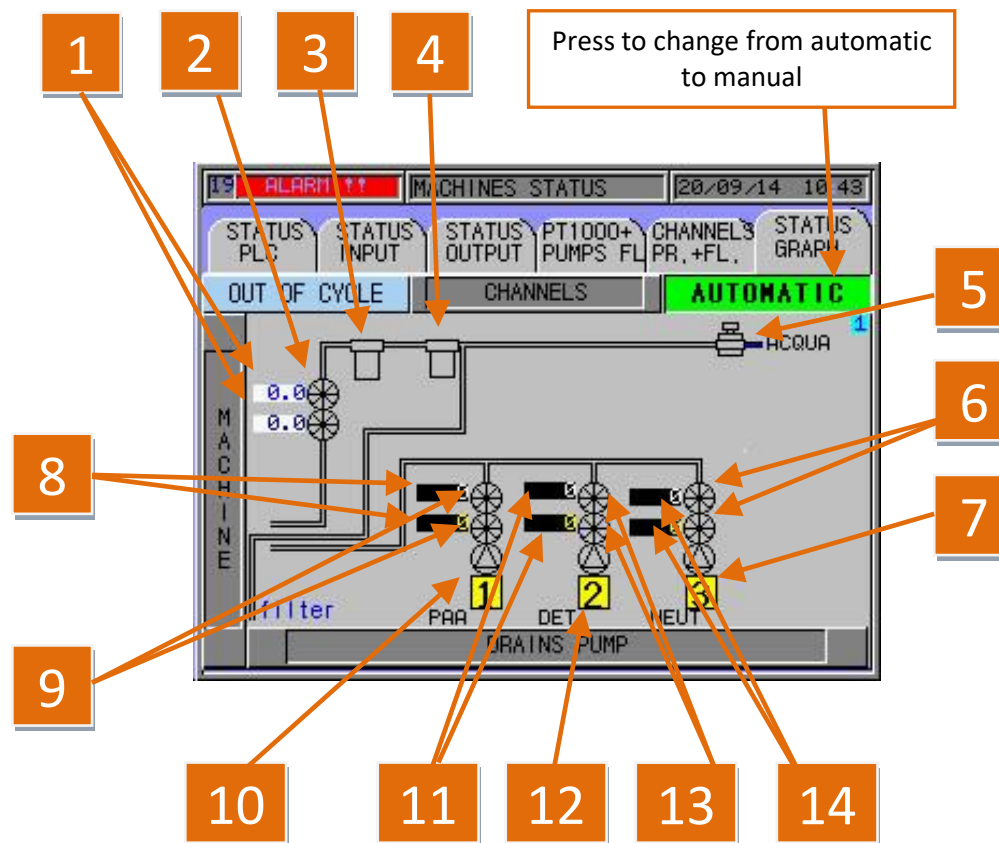 1 2 3 4
Press to change from automatic
to manual
19 ALARM !! MACHINES STATUS 20/09/14 10 43
STATUS PLC STATUS INPUT STATUS OUTPUT PT1000+ PUMPS FL CHANNELS PR.+FL. STATUS GRAPH
OUT OF CYCLE CHANNELS AUTOMATIC
5
1
ACQUA
0.0
0.0
MACHINE
6
8
0 0 0
0 0 0
7
1 2 3
filter
PAA DET NEUT
DRAINS PUMP
9
10 11 12 13 14